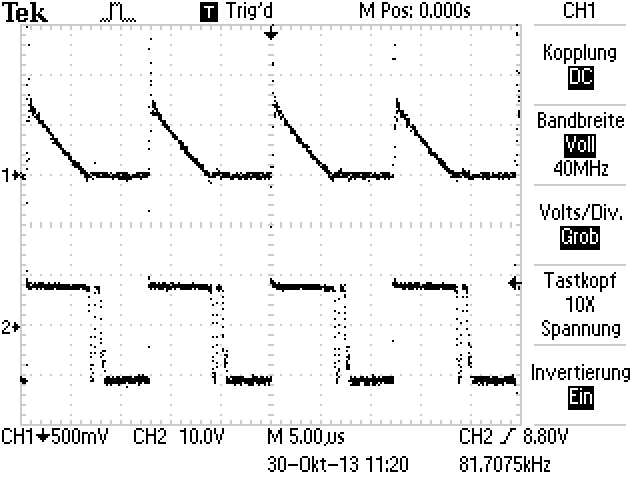 Tek T Trig'd M Pos: 0.000s CH1
Kopplung
DC
Bandbreite
Voll
40MHz
1
Volts/Div.
Grob
Tastkopf
10X
Spannung
2
Invertierung
Ein
CH1 500mV CH2 10.0V M 5.00µs CH2 8.80V
30-Okt-13 11:20 81.7075kHz